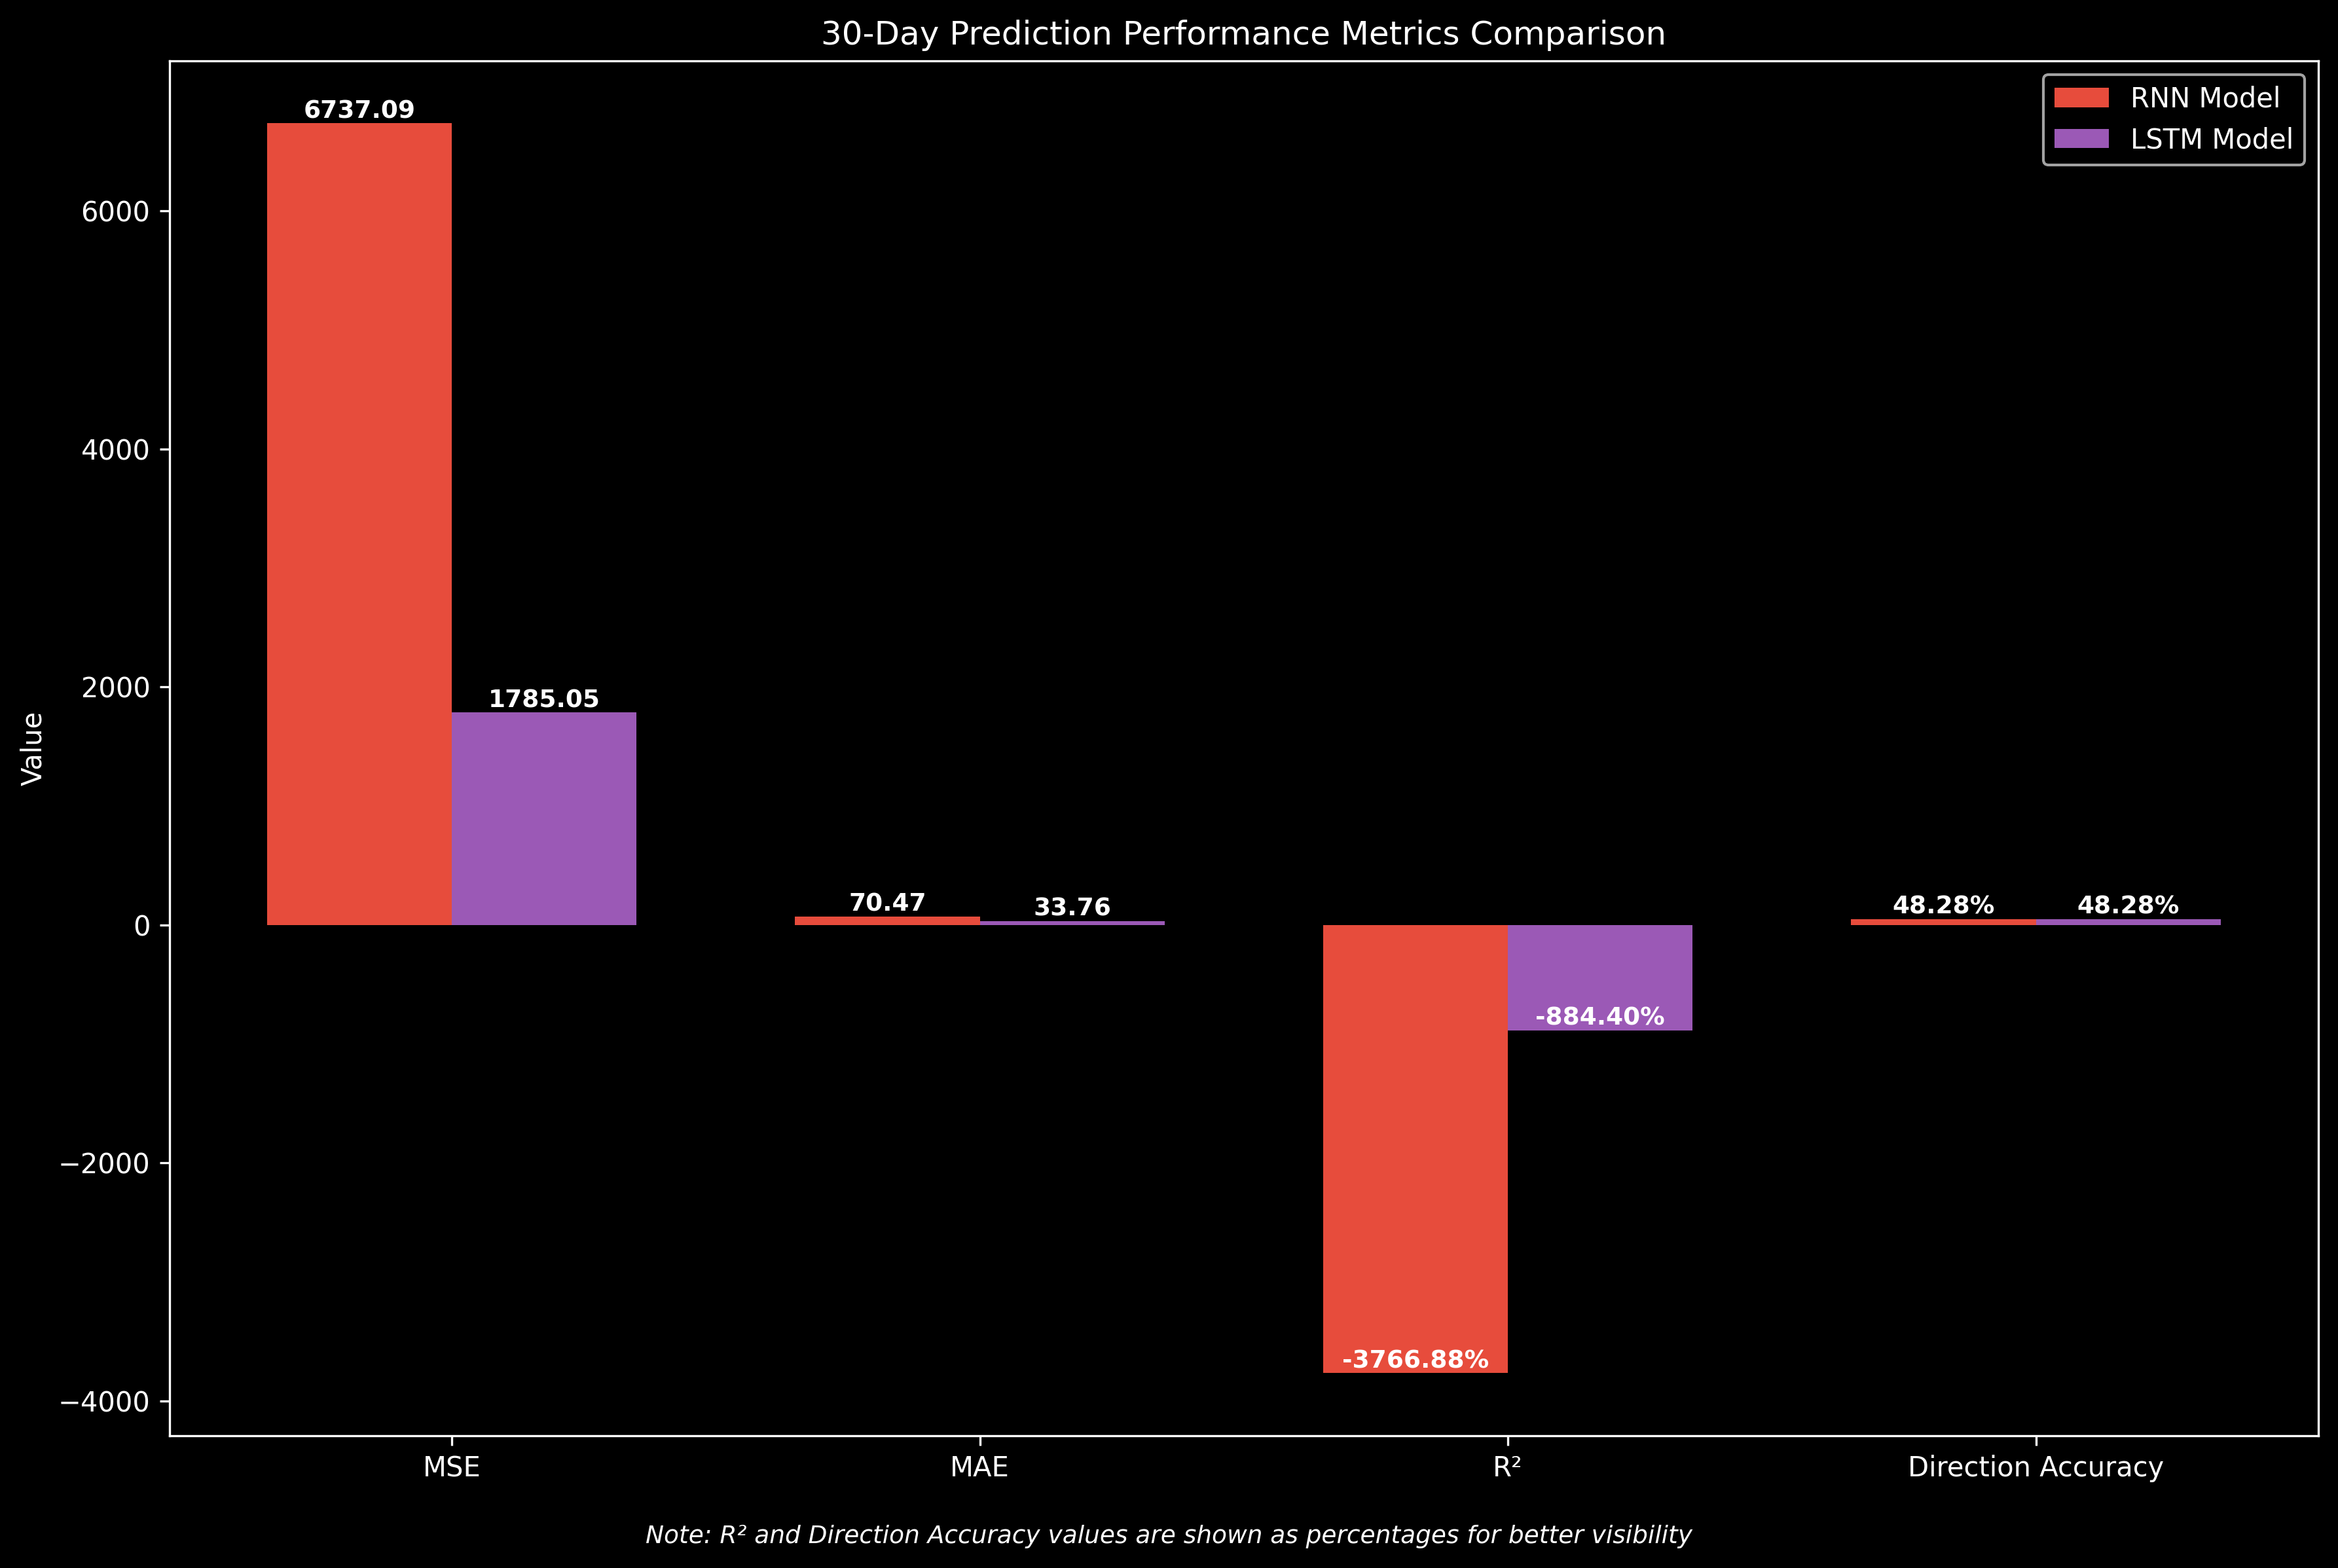 30-Day Prediction Performance Metrics Comparison
RNN Model
LSTM Model
6737.09
1785.05
70.47
33.76
-3766.88%
-884.40%
48.28%
48.28%
6000
4000
2000
0
−2000
−4000
Value
MSE
MAE
R²
Direction Accuracy
Note: R² and Direction Accuracy values are shown as percentages for better visibility